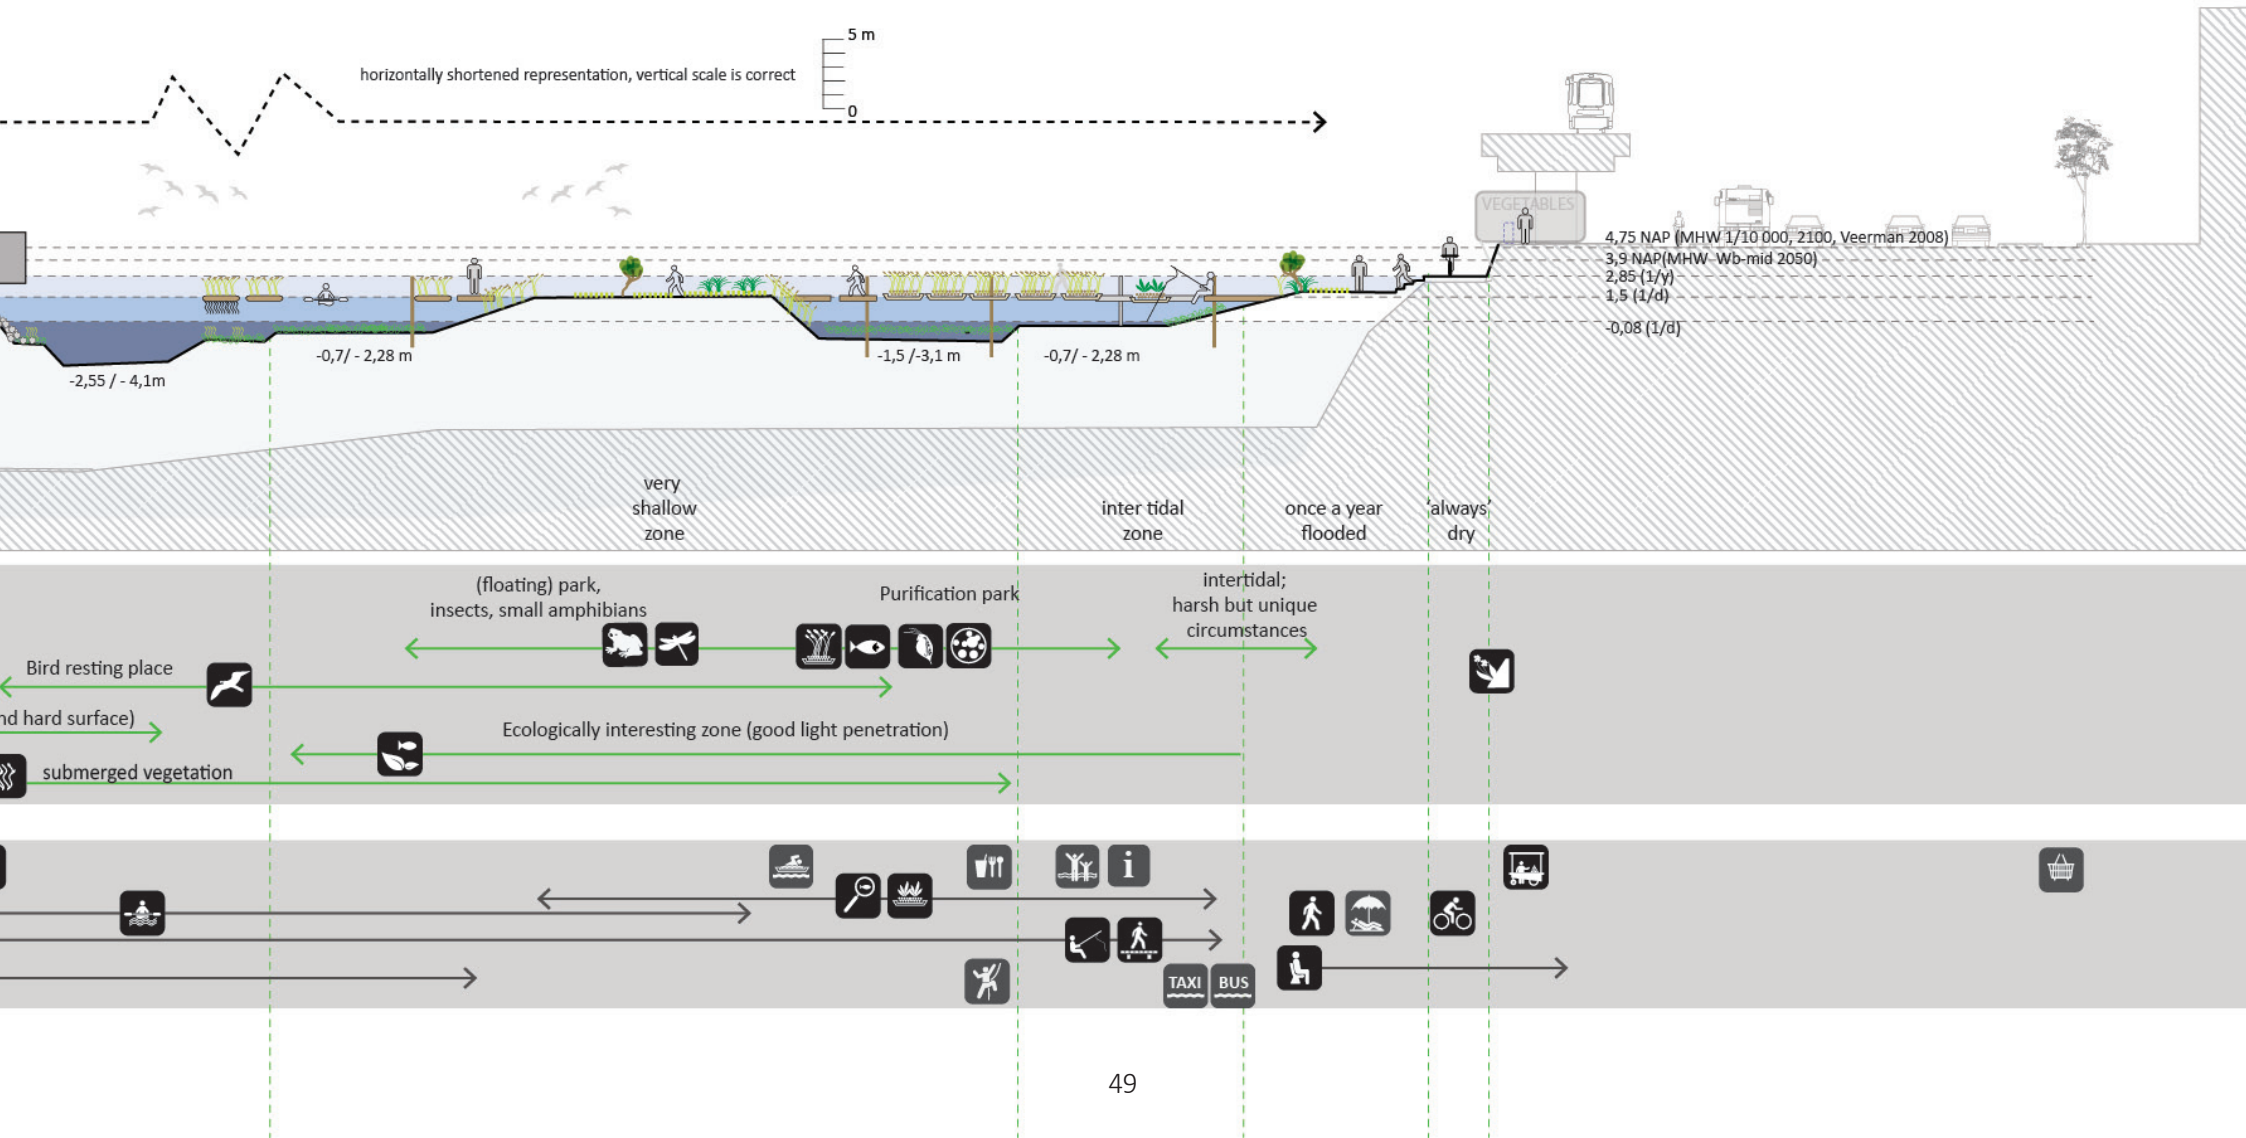 5 m
horizontally shortened representation, vertical scale is correct
0
VEGETABLES
4,75 NAP (MHW 1/10 000, 2100, Veerman 2008)
3,9 NAP(MHW Wb-mid 2050)
2,85 (1/y)
1,5 (1/d)
-0,08 (1/d)
-0,7/ - 2,28 m
-1,5 /-3,1 m
-0,7/ - 2,28 m
-2,55 / - 4,1m
very
shallow
zone
inter tidal
zone
once a year
flooded
'always'
dry
(floating) park,
insects, small amphibians
Purification park
intertidal;
harsh but unique
circumstances
Bird resting place
nd hard surface)
Ecologically interesting zone (good light penetration)
submerged vegetation
i
TAXI
BUS
49